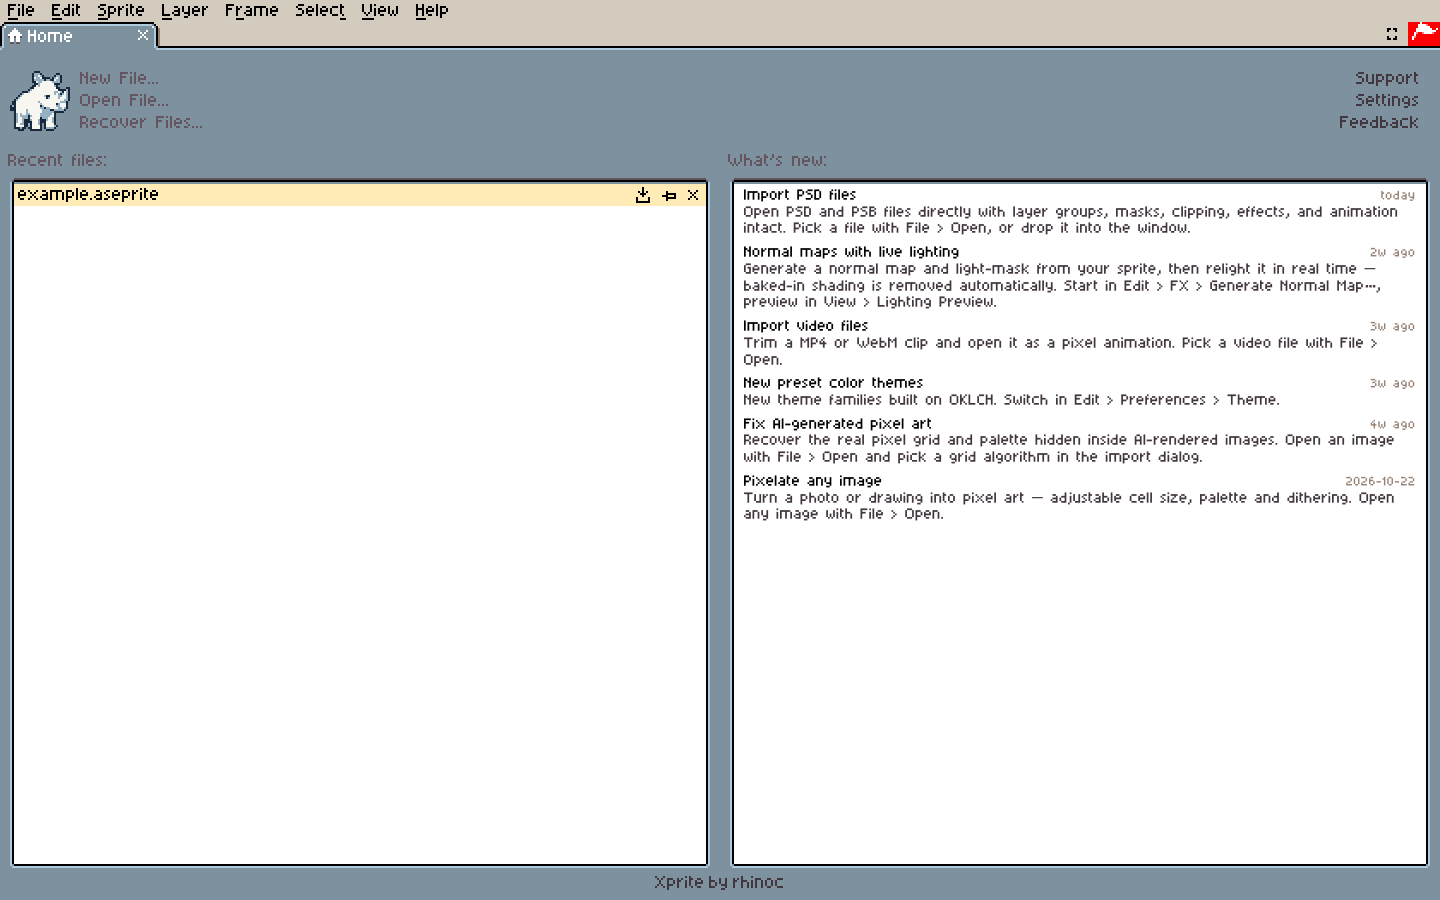 File Edit Sprite Layer Frame Select View Help
Home
New File...
Open File...
Recover Files...
Support
Settings
Feedback
Recent files:
example.aseprite
What's new:
Import PSD files today
Open PSD and PSB files directly with layer groups, masks, clipping, effects, and animation
intact. Pick a file with File > Open, or drop it into the window.
Normal maps with live lighting 2w ago
Generate a normal map and light-mask from your sprite, then relight it in real time —
baked-in shading is removed automatically. Start in Edit > FX > Generate Normal Map…,
preview in View > Lighting Preview.
Import video files 3w ago
Trim a MP4 or WebM clip and open it as a pixel animation. Pick a video file with File >
Open.
New preset color themes 3w ago
New theme families built on OKLCH. Switch in Edit > Preferences > Theme.
Fix AI-generated pixel art 4w ago
Recover the real pixel grid and palette hidden inside AI-rendered images. Open an image
with File > Open and pick a grid algorithm in the import dialog.
Pixelate any image 2026-10-22
Turn a photo or drawing into pixel art — adjustable cell size, palette and dithering. Open
any image with File > Open.
Xprite by rhinoc